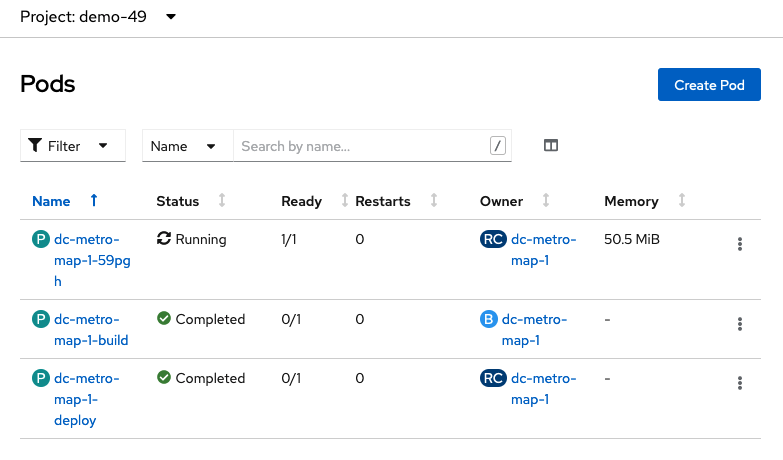 Project: demo-49
Pods
Create Pod
Filter
Name
Search by name...
/
Name Status Ready Restarts Owner Memory
P dc-metro-map-1-59pgh Running 1/1 0 RC dc-metro-map-1 50.5 MiB
P dc-metro-map-1-build Completed 0/1 0 B dc-metro-map-1 -
P dc-metro-map-1-deploy Completed 0/1 0 RC dc-metro-map-1 -